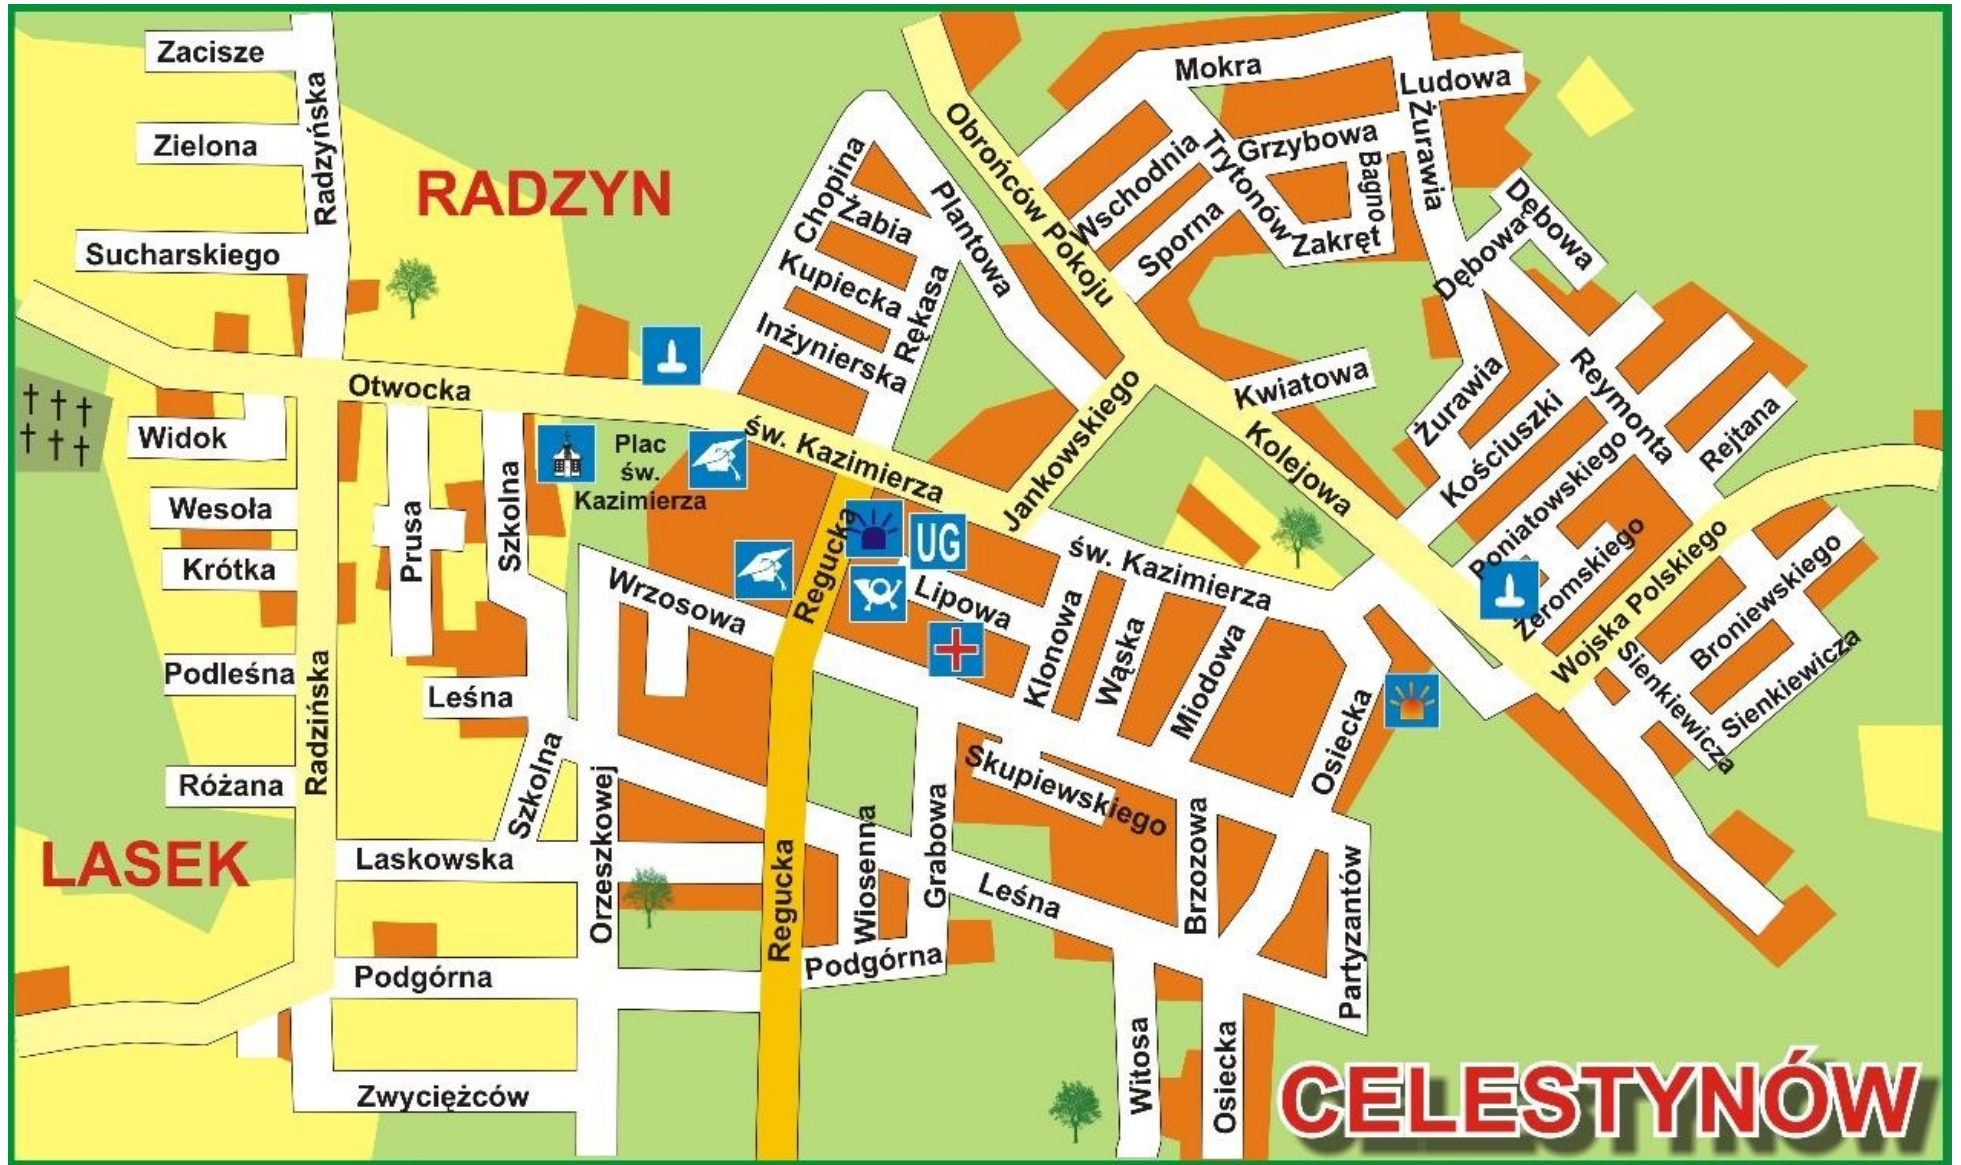 Zacisze
Radzyńska
Zielona
RADZYN
Sucharskiego
Otwocka
Widok
Wesoła
Krótka
Prusa
Szkolna
Plac
św.
Kazimierza
Podleśna
Radzińska
Leśna
Różana
Szkolna
LASEK
Laskowska
Podgórna
Zwyciężców
Orzeszkowej
Wrzosowa
Chopina
Żabia
Kupiecka
Inżynierska
Rękasa
Plantowa
św. Kazimierza
Jankowskiego
Obrońców Pokoju
Mokra
Ludowa
Wschodnia
Trytonów
Grzybowa
Bagno
Żurawia
Sporna
Zakręt
Dębowa
Dębowa
Kwiatowa
Kolejowa
Żurawia
Kościuszki
Reymonta
Rejtana
Poniatowskiego
Żeromskiego
Wojska Polskiego
Broniewskiego
Sienkiewicza
Sienkiewicza
Regucka
UG
Lipowa
św. Kazimierza
Klonowa
Wąska
Miodowa
Osiecka
Skupiewskiego
Grabowa
Wiosenna
Regucka
Podgórna
Leśna
Brzozowa
Partyzantów
Witosa
Osiecka
CELESTYNÓW